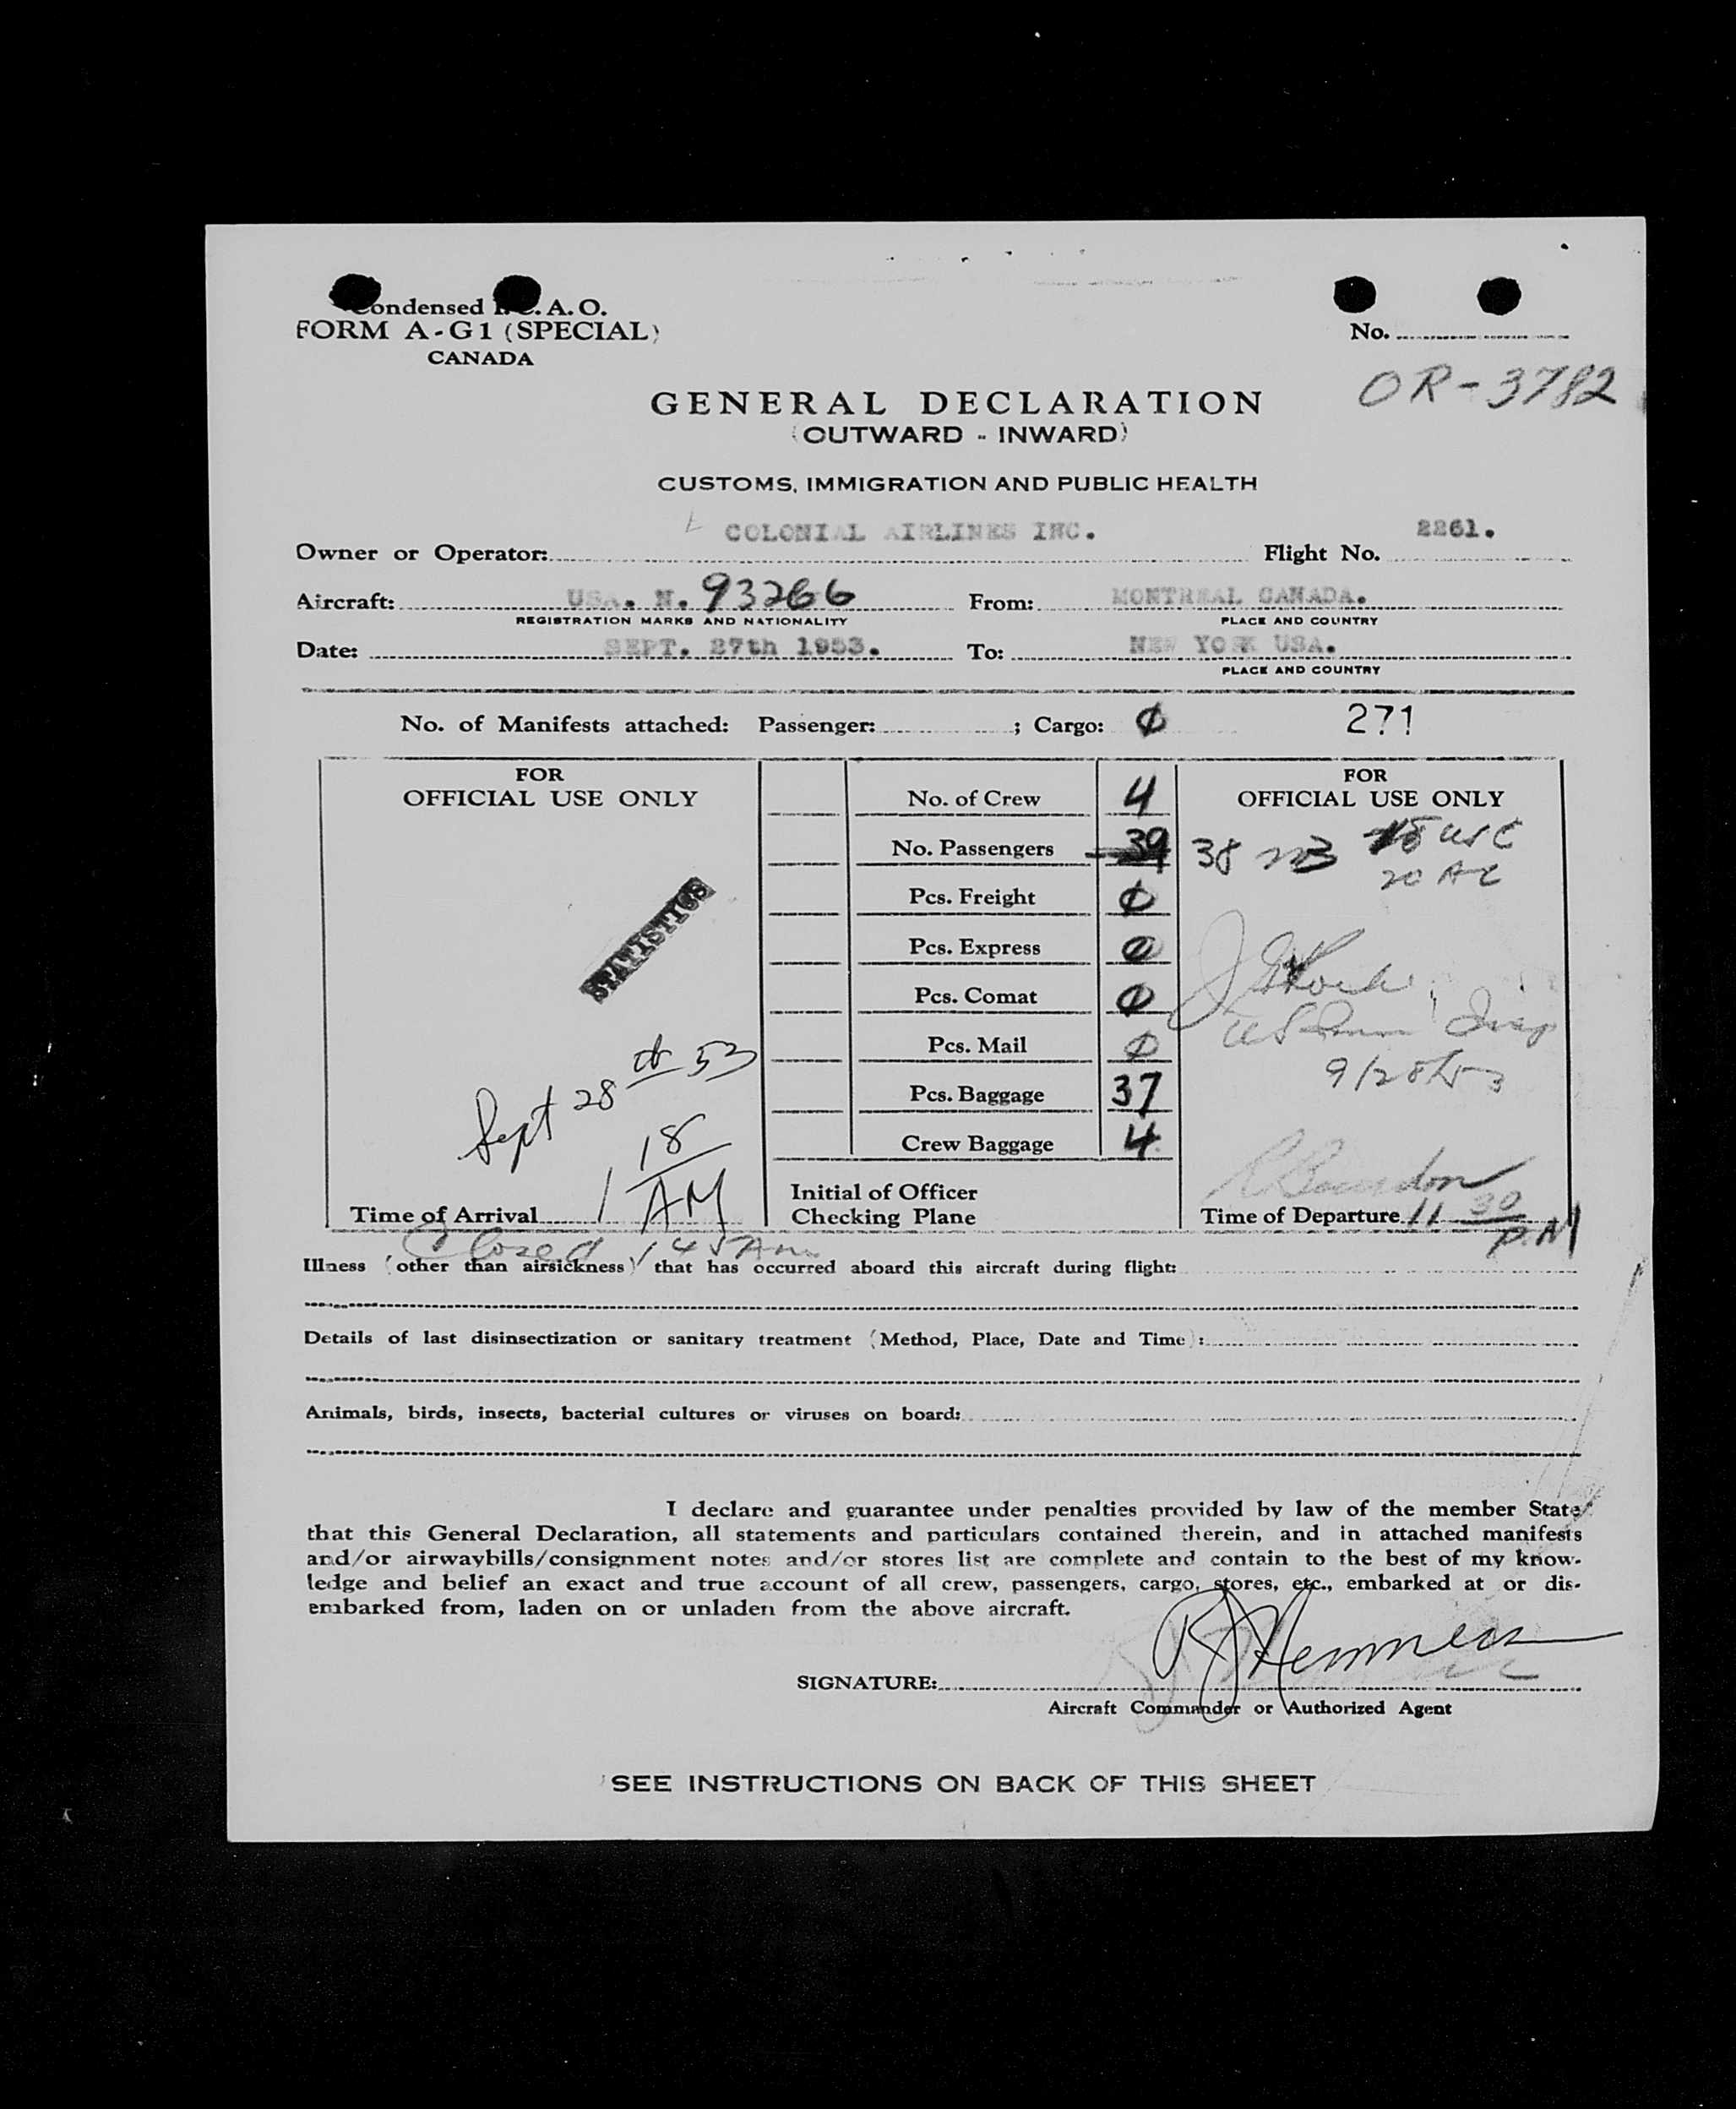 Condensed I.C.A.O.
FORM A-G1 (SPECIAL)
CANADA
No.
OR-3782
GENERAL DECLARATION
(OUTWARD - INWARD)
CUSTOMS, IMMIGRATION AND PUBLIC HEALTH
Owner or Operator: COLONIAL AIRLINES INC. Flight No. 2261.
Aircraft: USA. N. 93266 From: MONTREAL CANADA.
REGISTRATION MARKS AND NATIONALITY PLACE AND COUNTRY
Date: SEPT. 27th 1953. To: NEW YORK USA.
PLACE AND COUNTRY
No. of Manifests attached: Passenger: ; Cargo: Ø 271
FOR
OFFICIAL USE ONLY
STATISTICS
Sept 28th 53
Time of Arrival 1 18 AM
Closed 145 Am
No. of Crew 4
No. Passengers 39
Pcs. Freight Ø
Pcs. Express Ø
Pcs. Comat Ø
Pcs. Mail Ø
Pcs. Baggage 37
Crew Baggage 4
Initial of Officer
Checking Plane
FOR
OFFICIAL USE ONLY
38 USC
20
9/28/53
Time of Departure 11 30 P.M
Illness (other than airsickness) that has occurred aboard this aircraft during flight:
Details of last disinsectization or sanitary treatment (Method, Place, Date and Time):
Animals, birds, insects, bacterial cultures or viruses on board:
I declare and guarantee under penalties provided by law of the member State
that this General Declaration, all statements and particulars contained therein, and in attached manifests
and/or airwaybills/consignment notes and/or stores list are complete and contain to the best of my know-
ledge and belief an exact and true account of all crew, passengers, cargo, stores, etc., embarked at or dis-
embarked from, laden on or unladen from the above aircraft.
SIGNATURE:
Aircraft Commander or Authorized Agent
SEE INSTRUCTIONS ON BACK OF THIS SHEET